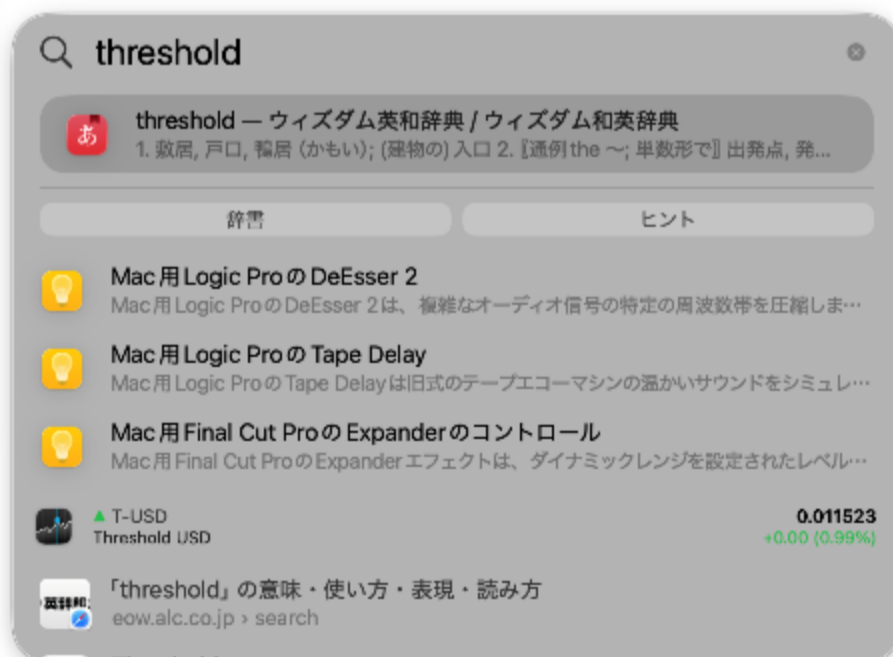 threshold
threshold — ウィズダム英和辞典 / ウィズダム和英辞典
1. 敷居, 戸口, 鴨居 (かもい); (建物の) 入口 2. 〖通例 the ～; 単数形で〗 出発点, 発...
辞書
ヒント
Mac用Logic ProのDeEsser 2
Mac用Logic ProのDeEsser 2は、複雑なオーディオ信号の特定の周波数帯を圧縮しま…
Mac用Logic ProのTape Delay
Mac用Logic ProのTape Delayは旧式のテープエコーマシンの温かいサウンドをシミュレ…
Mac用Final Cut ProのExpanderのコントロール
Mac用Final Cut ProのExpanderエフェクトは、ダイナミックレンジを設定されたレベル…
▲ T-USD
0.011523
Threshold USD
+0.00 (0.99%)
「threshold」の意味・使い方・表現・読み方
eow.alc.co.jp › search